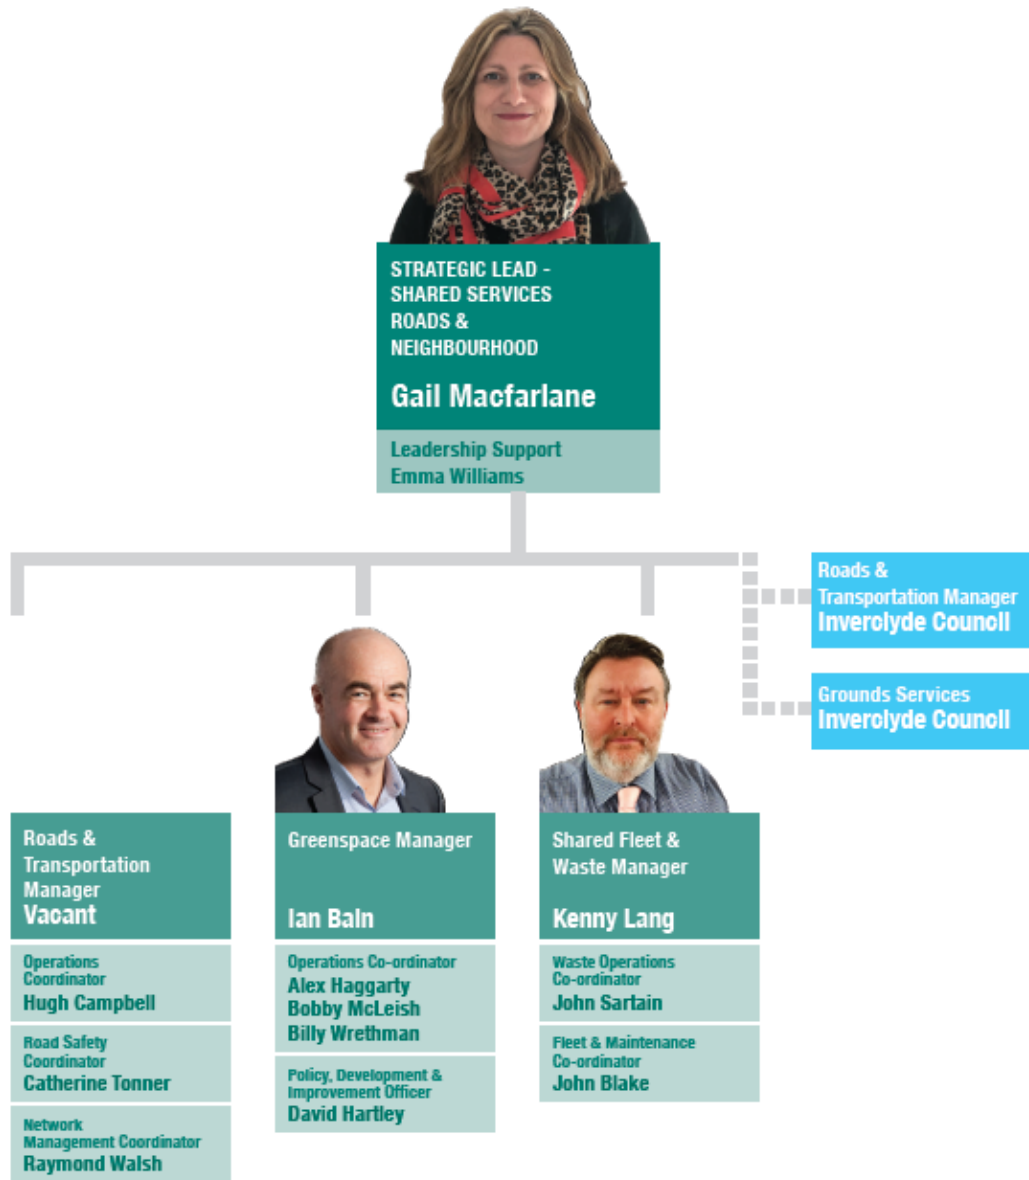 STRATEGIC LEAD -
SHARED SERVICES
ROADS &
NEIGHBOURHOOD
Gail Macfarlane
Leadership Support
Emma Williams
Roads &
Transportation Manager
Inverclyde Council
Grounds Services
Inverclyde Council
Roads &
Transportation
Manager
Vacant
Operations
Coordinator
Hugh Campbell
Road Safety
Coordinator
Catherine Tonner
Network
Management Coordinator
Raymond Walsh
Greenspace Manager
Ian Bain
Operations Co-ordinator
Alex Haggarty
Bobby McLeish
Billy Wrethman
Policy, Development &
Improvement Officer
David Hartley
Shared Fleet &
Waste Manager
Kenny Lang
Waste Operations
Co-ordinator
John Sartain
Fleet & Maintenance
Co-ordinator
John Blake